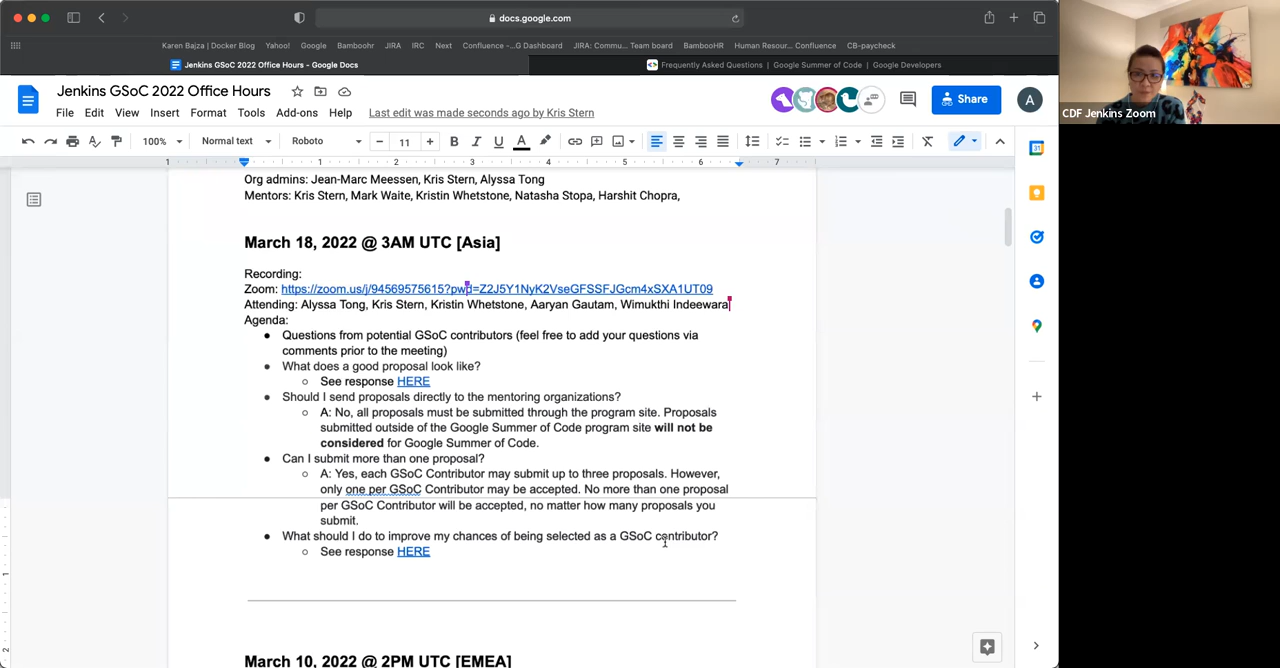 docs.google.com
Karen Bajza | Docker Blog Yahoo! Google Bamboohr JIRA IRC Next Confluence -...G Dashboard JIRA: Commu... Team board BambooHR Human Resour... Confluence CB-paycheck
Jenkins GSoC 2022 Office Hours - Google Docs
Frequently Asked Questions | Google Summer of Code | Google Developers
Jenkins GSoC 2022 Office Hours
File Edit View Insert Format Tools Add-ons Help Last edit was made seconds ago by Kris Stern
Share
A
CDF Jenkins Zoom
100% Normal text Roboto 11
1 1 2 3 4 5 6 7
Org admins: Jean-Marc Meessen, Kris Stern, Alyssa Tong
Mentors: Kris Stern, Mark Waite, Kristin Whetstone, Natasha Stopa, Harshit Chopra,
March 18, 2022 @ 3AM UTC [Asia]
Recording:
Zoom: https://zoom.us/j/94569575615?pwd=Z2J5Y1NyK2VseGFSSFJGcm4xSXA1UT09
Attending: Alyssa Tong, Kris Stern, Kristin Whetstone, Aaryan Gautam, Wimukthi Indeewara
Agenda:
● Questions from potential GSoC contributors (feel free to add your questions via
comments prior to the meeting)
● What does a good proposal look like?
○ See response HERE
● Should I send proposals directly to the mentoring organizations?
○ A: No, all proposals must be submitted through the program site. Proposals
submitted outside of the Google Summer of Code program site will not be
considered for Google Summer of Code.
● Can I submit more than one proposal?
○ A: Yes, each GSoC Contributor may submit up to three proposals. However,
only one per GSoC Contributor may be accepted. No more than one proposal
per GSoC Contributor will be accepted, no matter how many proposals you
submit.
● What should I do to improve my chances of being selected as a GSoC contributor?
○ See response HERE
March 10, 2022 @ 2PM UTC [EMEA]